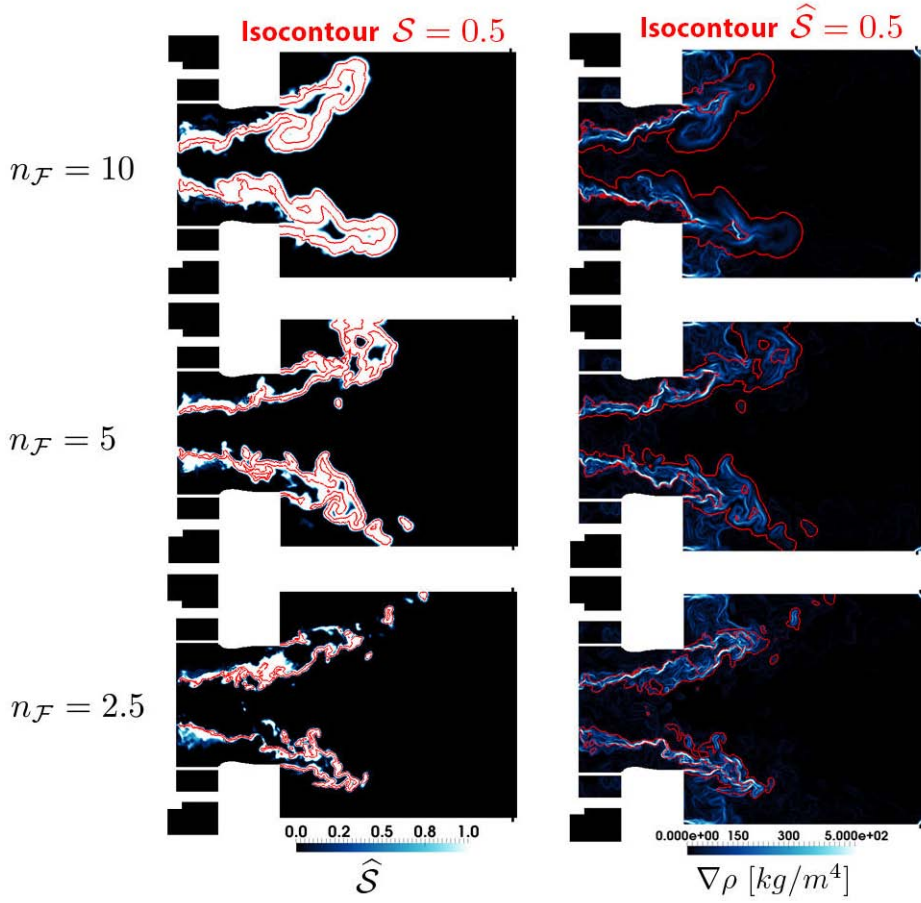 Isocontour 𝒮 = 0.5
Isocontour 𝒮̂ = 0.5
n_ℱ = 10
n_ℱ = 5
n_ℱ = 2.5
0.0 0.2 0.5 0.8 1.0
𝒮̂
0.000e+00 150 300 5.000e+02
∇ρ [kg/m⁴]